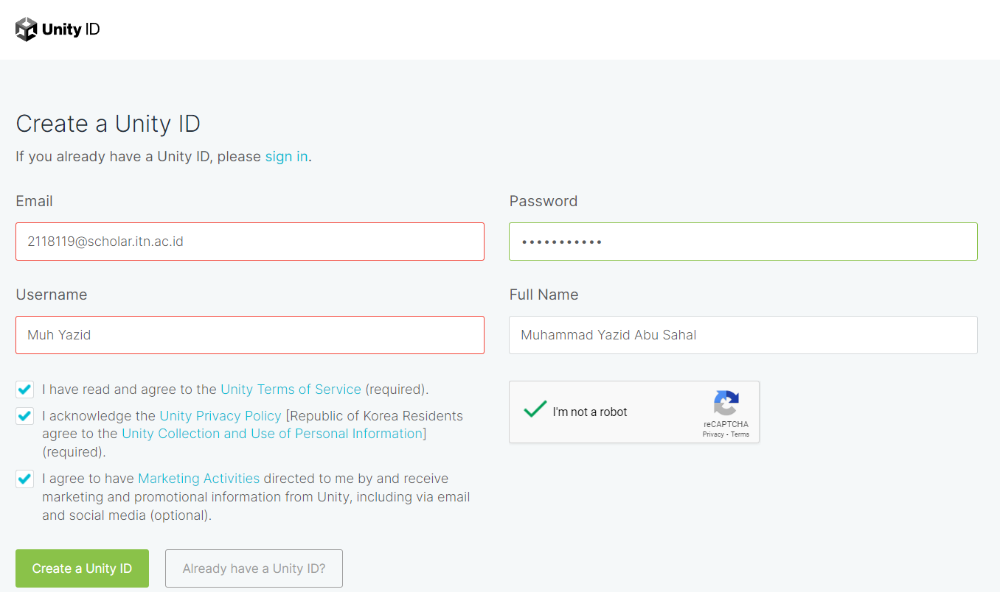 Unity ID
Create a Unity ID
If you already have a Unity ID, please sign in.
Email
Password
2118119@scholar.itn.ac.id
•••••••••••
Username
Full Name
Muh Yazid
Muhammad Yazid Abu Sahal
I have read and agree to the Unity Terms of Service (required).
I acknowledge the Unity Privacy Policy [Republic of Korea Residents
agree to the Unity Collection and Use of Personal Information]
(required).
I agree to have Marketing Activities directed to me by and receive
marketing and promotional information from Unity, including via email
and social media (optional).
I'm not a robot
reCAPTCHA
Privacy - Terms
Create a Unity ID
Already have a Unity ID?